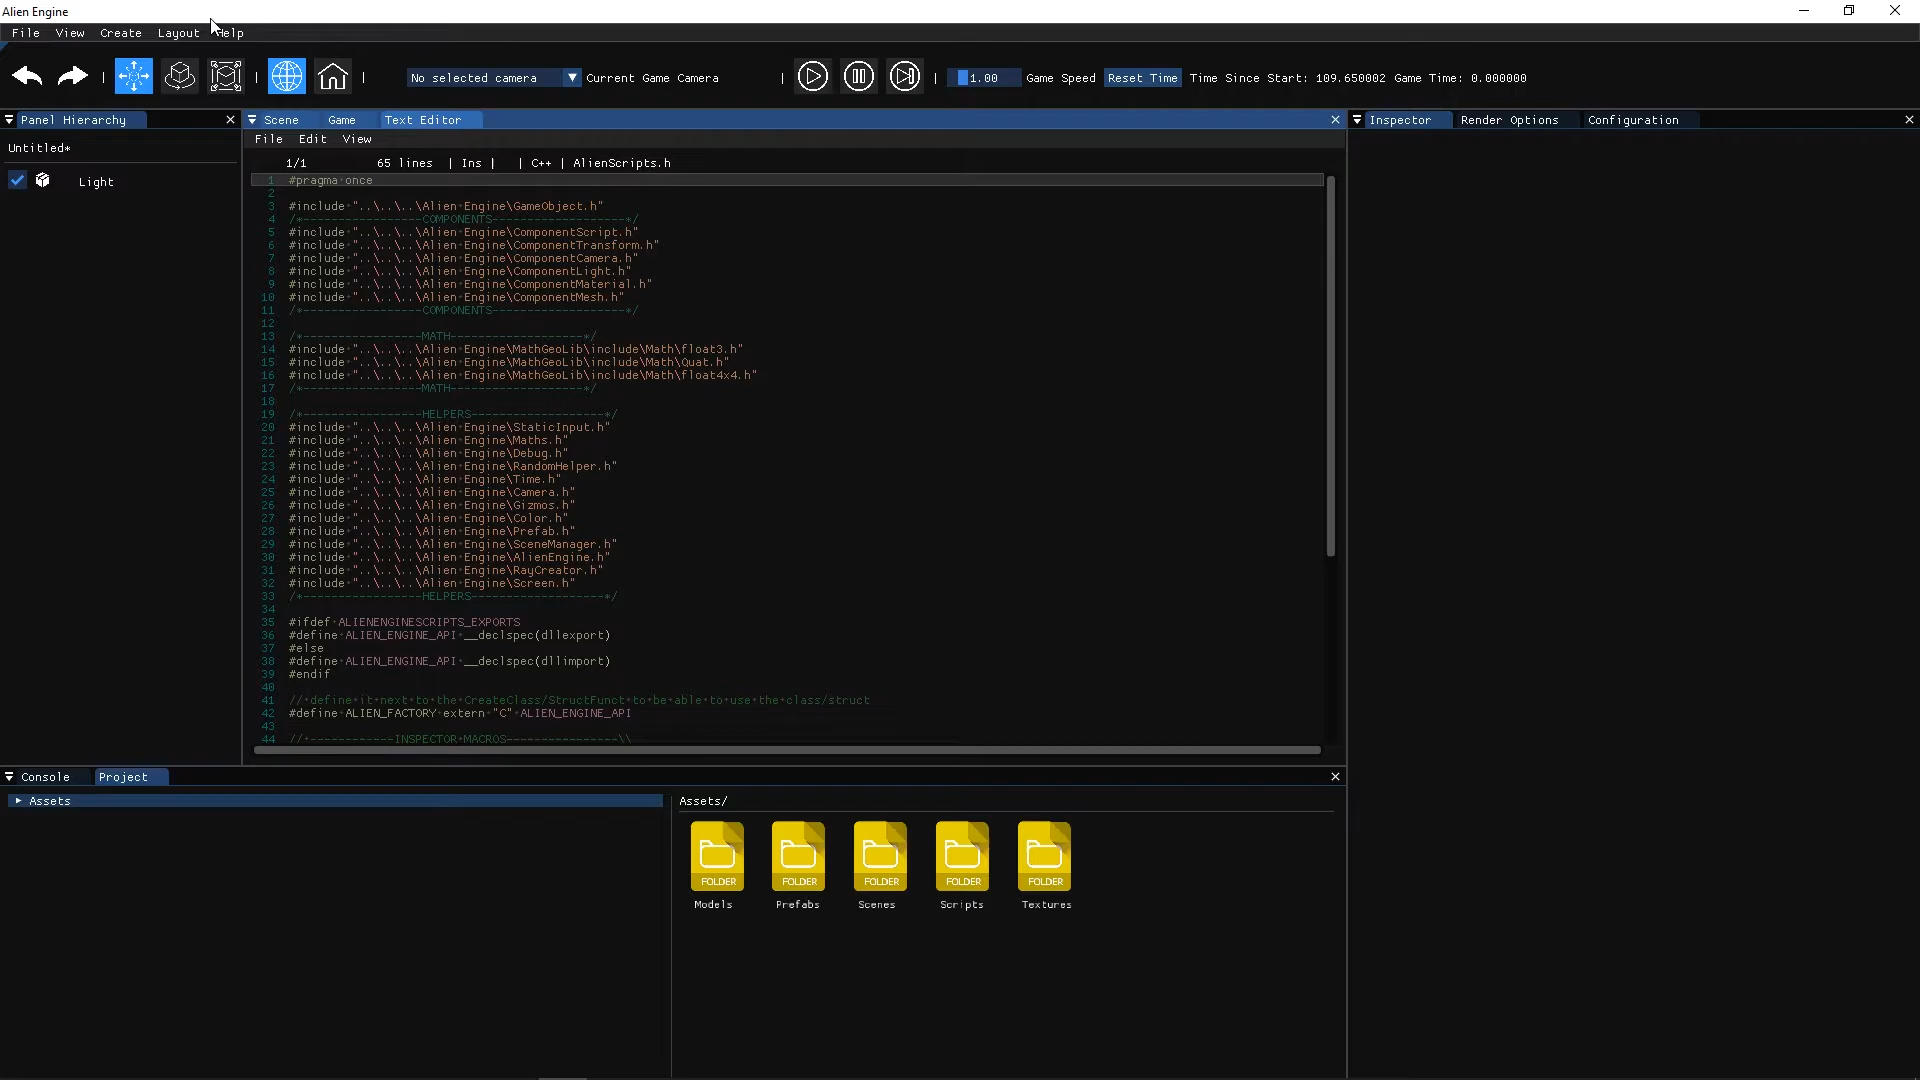 Alien Engine
File View Create Layout Help
No selected camera Current Game Camera 1.00 Game Speed Reset Time Time Since Start: 109.650002 Game Time: 0.000000
Panel Hierarchy
Untitled*
Light
Scene Game Text Editor
File Edit View
1/1 65 lines | Ins | | C++ | AlienScripts.h
1 #pragma once
2
3 #include "..\..\..\Alien Engine\GameObject.h"
4 /*-----------------COMPONENTS-------------------*/
5 #include "..\..\..\Alien Engine\ComponentScript.h"
6 #include "..\..\..\Alien Engine\ComponentTransform.h"
7 #include "..\..\..\Alien Engine\ComponentCamera.h"
8 #include "..\..\..\Alien Engine\ComponentLight.h"
9 #include "..\..\..\Alien Engine\ComponentMaterial.h"
10 #include "..\..\..\Alien Engine\ComponentMesh.h"
11 /*-----------------COMPONENTS-------------------*/
12
13 /*-----------------MATH-------------------*/
14 #include "..\..\..\Alien Engine\MathGeoLib\include\Math\float3.h"
15 #include "..\..\..\Alien Engine\MathGeoLib\include\Math\Quat.h"
16 #include "..\..\..\Alien Engine\MathGeoLib\include\Math\float4x4.h"
17 /*-----------------MATH-------------------*/
18
19 /*-----------------HELPERS-------------------*/
20 #include "..\..\..\Alien Engine\StaticInput.h"
21 #include "..\..\..\Alien Engine\Maths.h"
22 #include "..\..\..\Alien Engine\Debug.h"
23 #include "..\..\..\Alien Engine\RandomHelper.h"
24 #include "..\..\..\Alien Engine\Time.h"
25 #include "..\..\..\Alien Engine\Camera.h"
26 #include "..\..\..\Alien Engine\Gizmos.h"
27 #include "..\..\..\Alien Engine\Color.h"
28 #include "..\..\..\Alien Engine\Prefab.h"
29 #include "..\..\..\Alien Engine\SceneManager.h"
30 #include "..\..\..\Alien Engine\AlienEngine.h"
31 #include "..\..\..\Alien Engine\RayCreator.h"
32 #include "..\..\..\Alien Engine\Screen.h"
33 /*-----------------HELPERS-------------------*/
34
35 #ifdef ALIENENGINESCRIPTS_EXPORTS
36 #define ALIEN_ENGINE_API __declspec(dllexport)
37 #else
38 #define ALIEN_ENGINE_API __declspec(dllimport)
39 #endif
40
41 // define it next to the CreateClass/StructFunct to be able to use the class/struct
42 #define ALIEN_FACTORY extern "C" ALIEN_ENGINE_API
43
44 // ------------INSPECTOR MACROS----------------\\
Inspector Render Options Configuration
Console Project
Assets
Assets/
FOLDER FOLDER FOLDER FOLDER FOLDER
Models Prefabs Scenes Scripts Textures